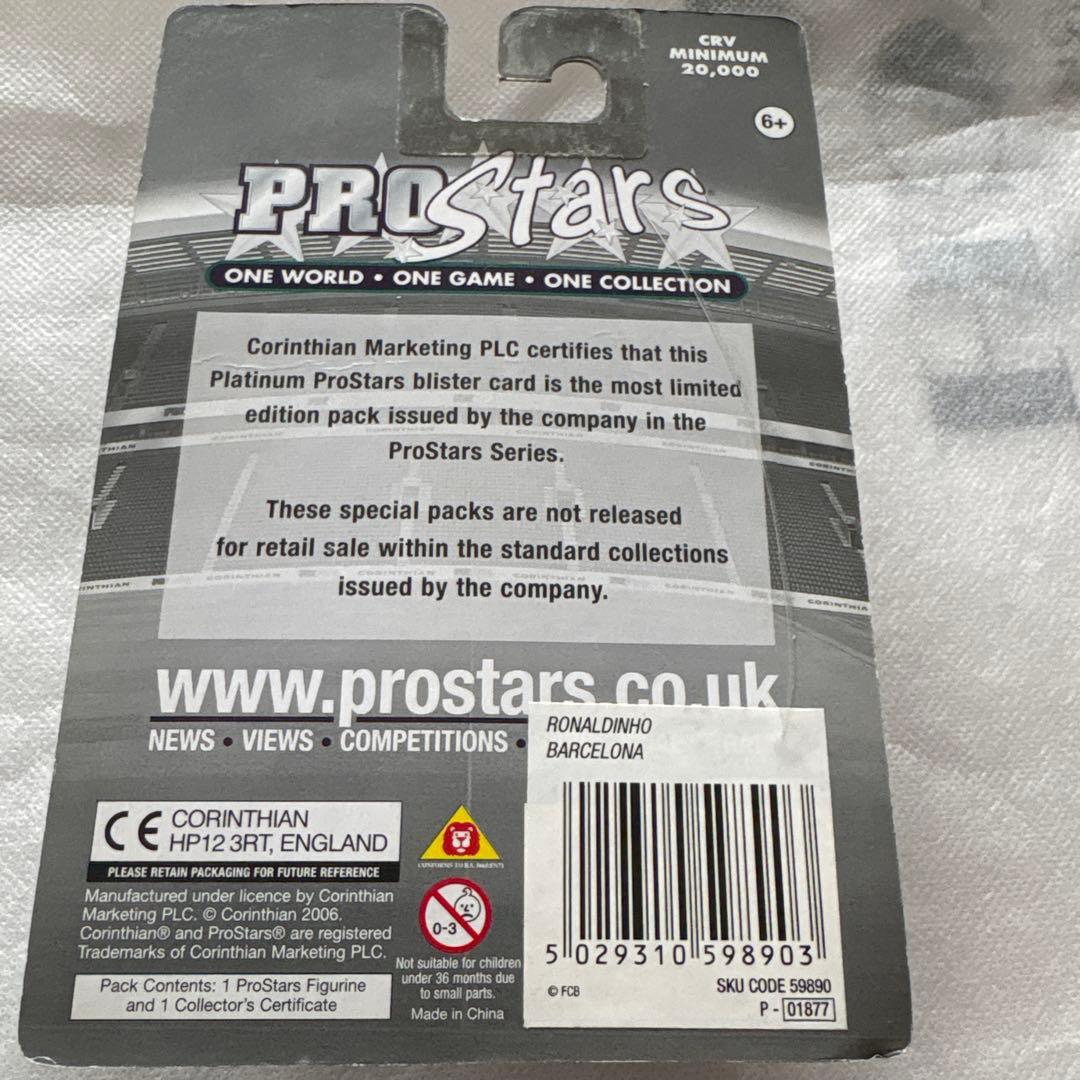 CRV
MINIMUM
20,000
6+
PROStars
ONE WORLD • ONE GAME • ONE COLLECTION
Corinthian Marketing PLC certifies that this
Platinum ProStars blister card is the most limited
edition pack issued by the company in the
ProStars Series.
These special packs are not released
for retail sale within the standard collections
issued by the company.
www.prostars.co.uk
NEWS • VIEWS • COMPETITIONS •
RONALDINHO
BARCELONA
CE CORINTHIAN
HP12 3RT, ENGLAND
PLEASE RETAIN PACKAGING FOR FUTURE REFERENCE
Manufactured under licence by Corinthian
Marketing PLC. © Corinthian 2006.
Corinthian® and ProStars® are registered
Trademarks of Corinthian Marketing PLC.
Pack Contents: 1 ProStars Figurine
and 1 Collector's Certificate
0-3
Not suitable for children
under 36 months due
to small parts.
Made in China
5 029310 598903
© FCB
SKU CODE 59890
P - 01877